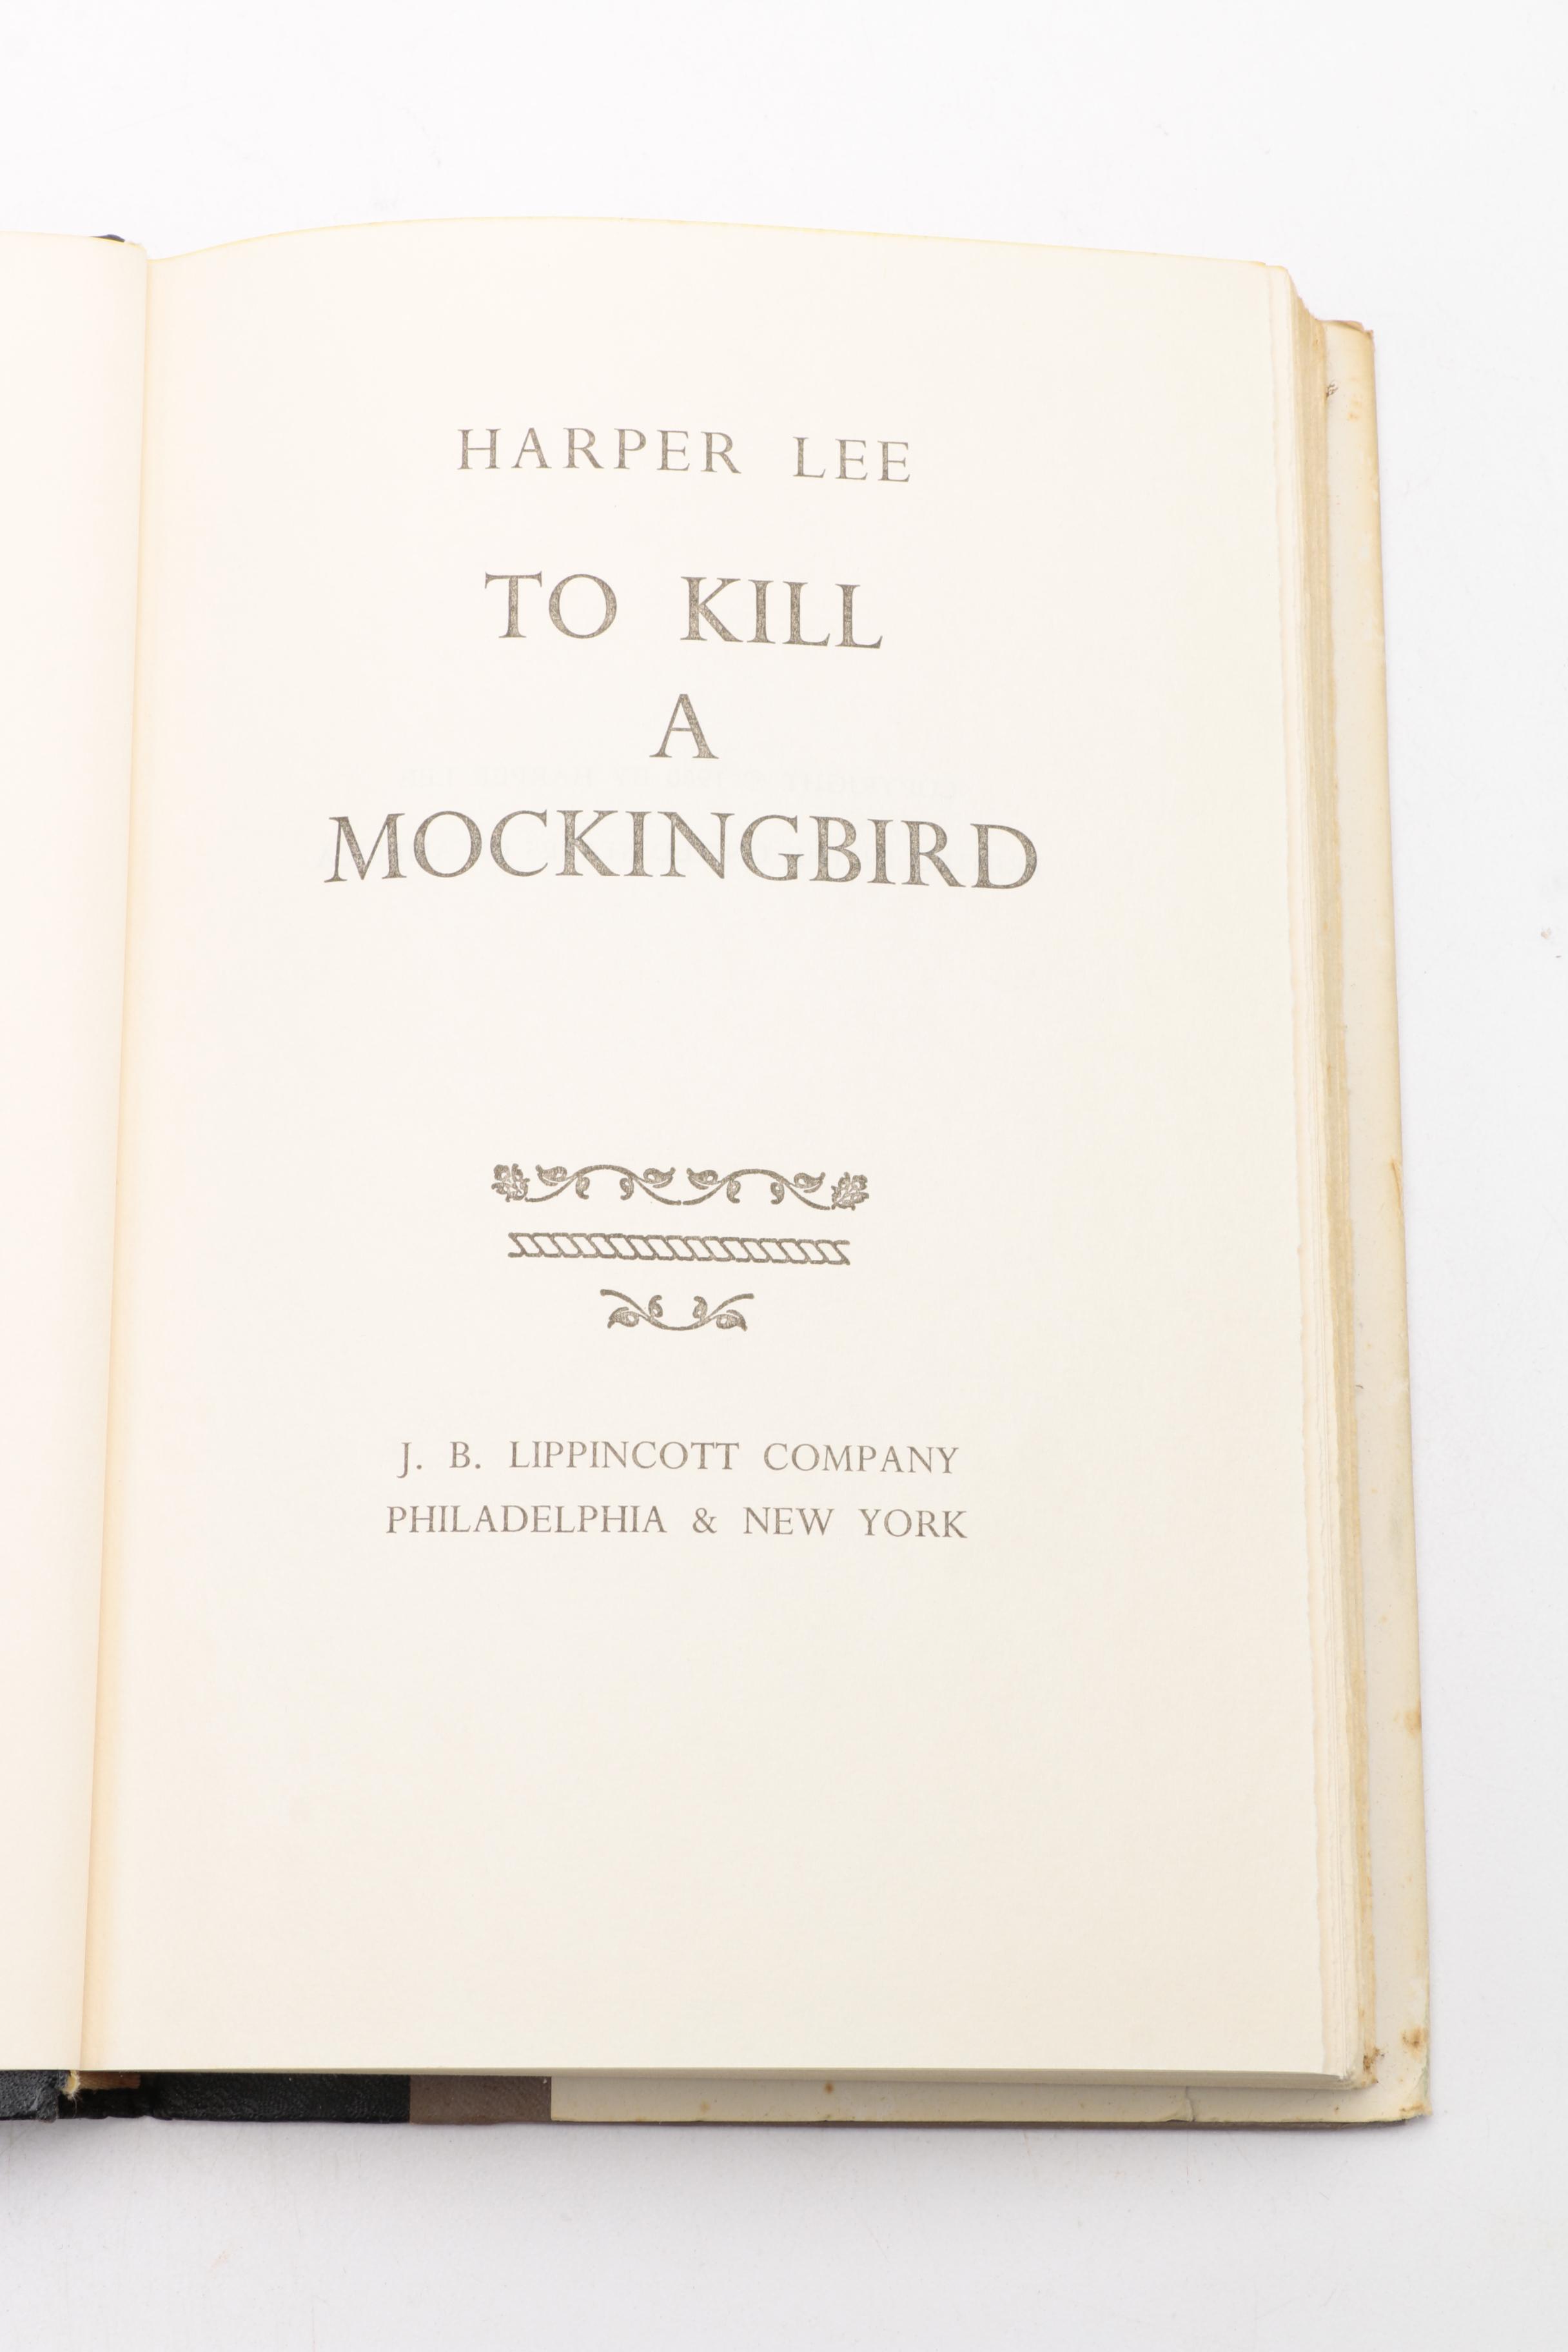 HARPER LEE
TO KILL
A
MOCKINGBIRD
J. B. LIPPINCOTT COMPANY
PHILADELPHIA & NEW YORK